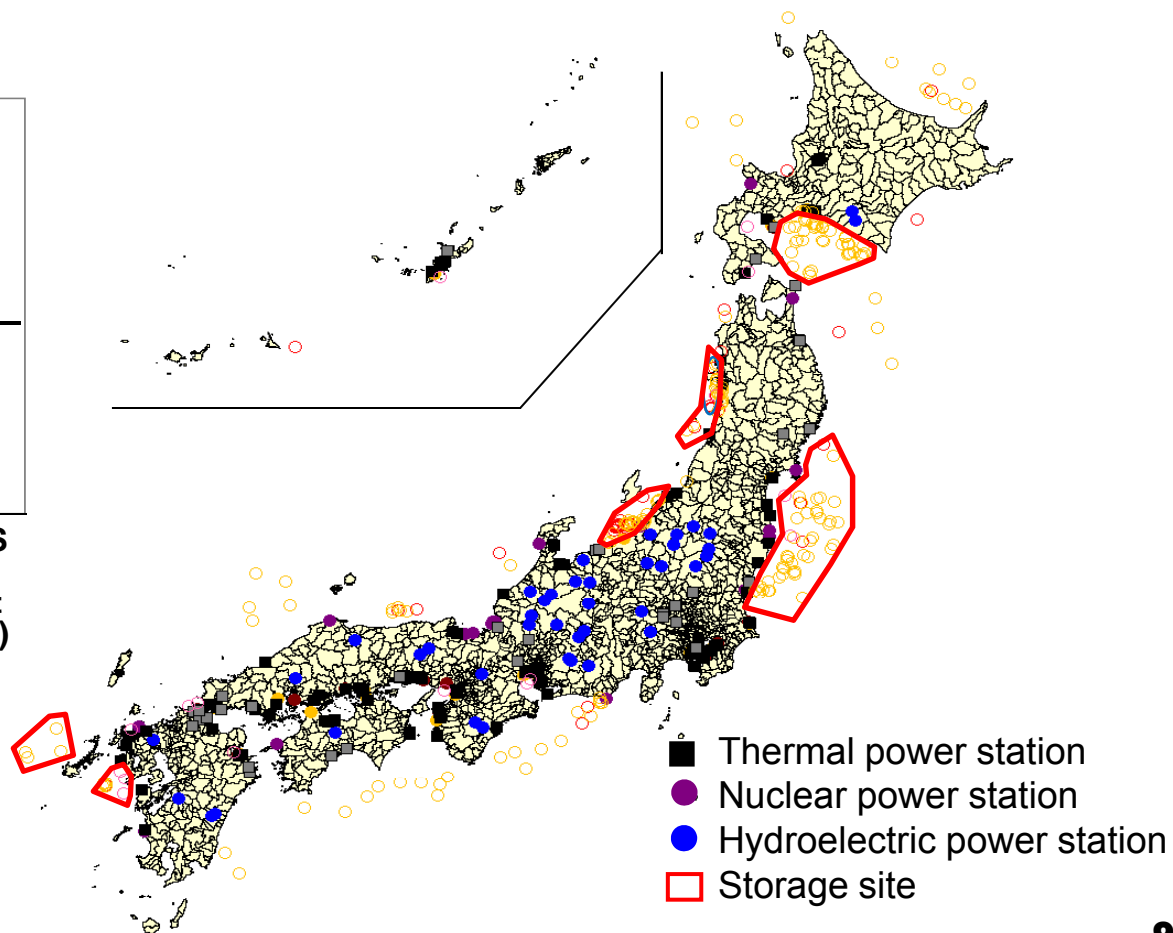 S
)
Thermal power station
Nuclear power station
Hydroelectric power station
Storage site